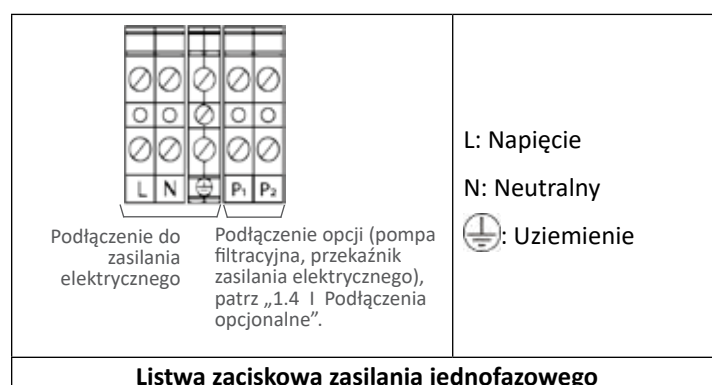 L N P₁ P₂
Podłączenie do
zasilania
elektrycznego
Podłączenie opcji (pompa
filtracyjna, przekaźnik
zasilania elektrycznego),
patrz „1.4 I Podłączenia
opcjonalne”.
L: Napięcie
N: Neutralny
: Uziemienie
Listwa zaciskowa zasilania jednofazowego